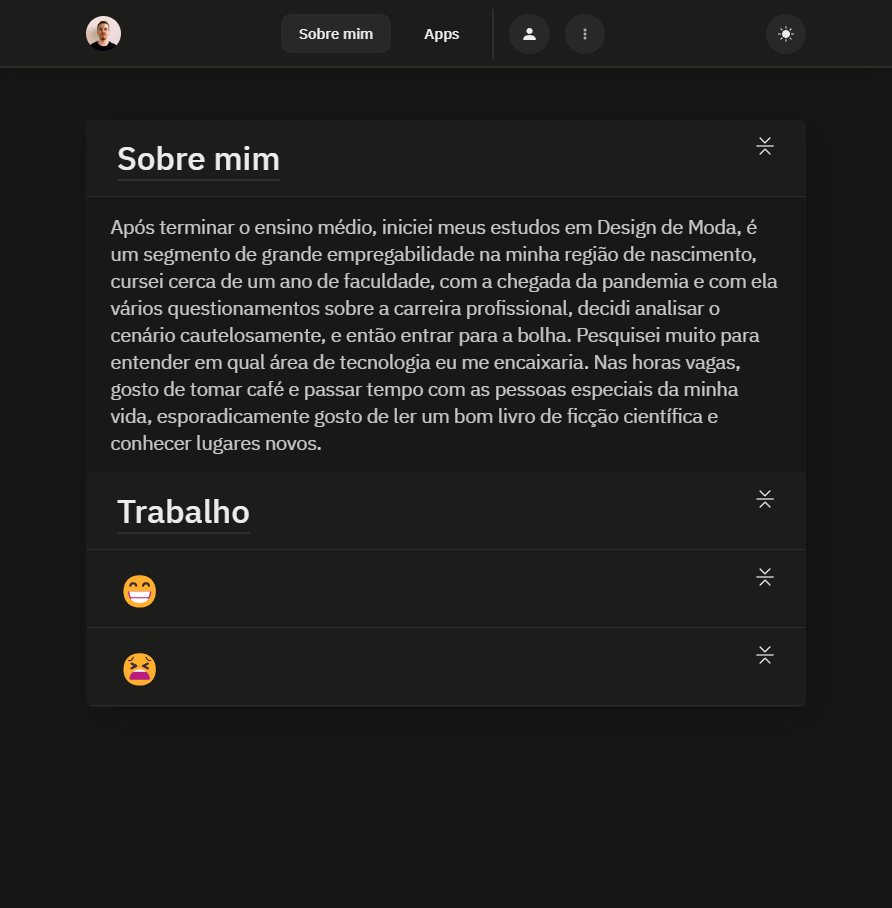 Sobre mim
Apps
Sobre mim
Após terminar o ensino médio, iniciei meus estudos em Design de Moda, é
um segmento de grande empregabilidade na minha região de nascimento,
cursei cerca de um ano de faculdade, com a chegada da pandemia e com ela
vários questionamentos sobre a carreira profissional, decidi analisar o
cenário cautelosamente, e então entrar para a bolha. Pesquisei muito para
entender em qual área de tecnologia eu me encaixaria. Nas horas vagas,
gosto de tomar café e passar tempo com as pessoas especiais da minha
vida, esporadicamente gosto de ler um bom livro de ficção científica e
conhecer lugares novos.
Trabalho